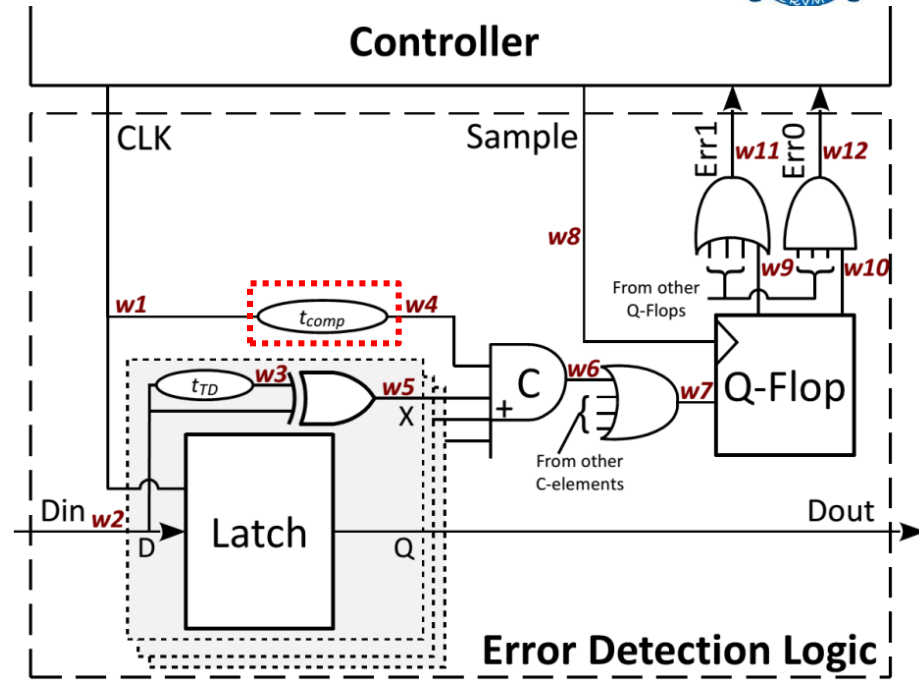 Controller
CLK
Sample
Err1
w11
Err0
w12
w8
w1
tcomp
w4
From other
Q-Flops
w9
w10
tTD
w3
w5
X
C
+
w6
w7
Q-Flop
From other
C-elements
Din
w2
D
Latch
Q
Dout
Error Detection Logic